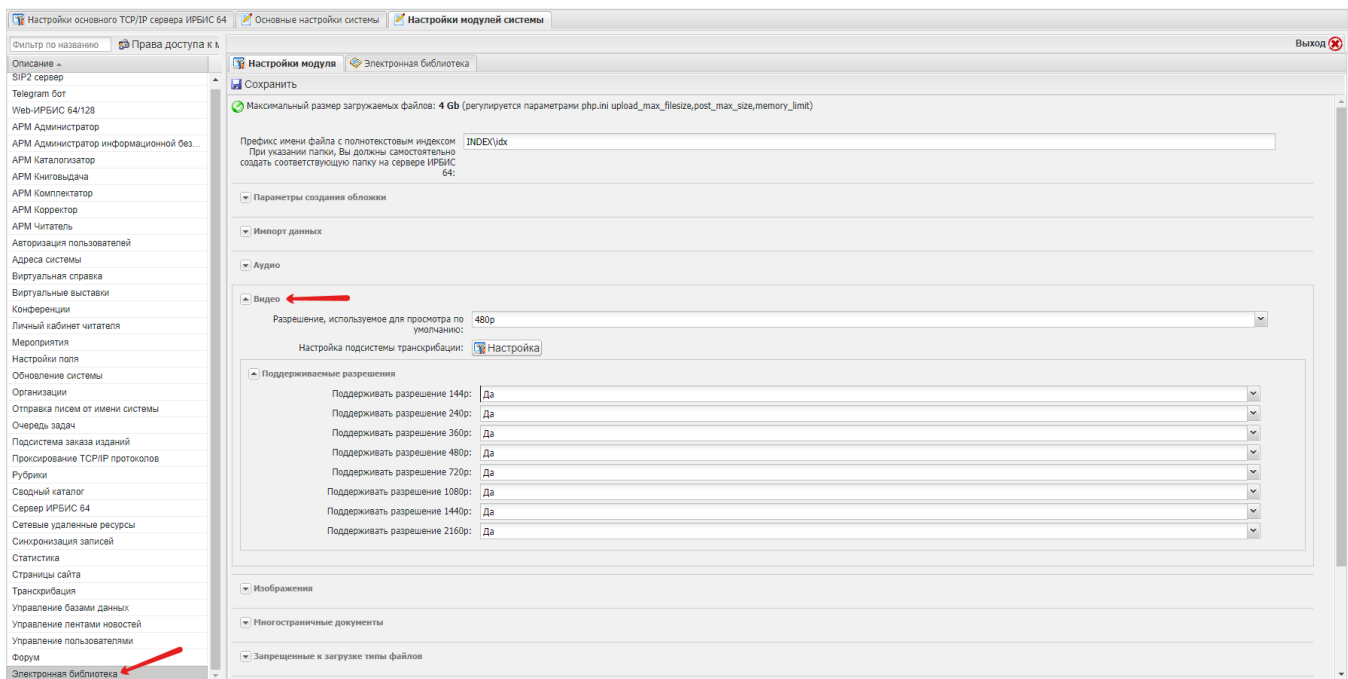 Настройки основного TCP/IP сервера ИРБИС 64
Основные настройки системы
Настройки модулей системы
Фильтр по названию
Права доступа к м
Выход
Описание
SIP2 сервер
Telegram бот
Web-ИРБИС 64/128
АРМ Администратор
АРМ Администратор информационной без...
АРМ Каталогизатор
АРМ Книговыдача
АРМ Комплектатор
АРМ Корректор
АРМ Читатель
Авторизация пользователей
Адреса системы
Виртуальная справка
Виртуальные выставки
Конференции
Личный кабинет читателя
Мероприятия
Настройки поля
Обновление системы
Организации
Отправка писем от имени системы
Очередь задач
Подсистема заказа изданий
Проксирование TCP/IP протоколов
Рубрики
Сводный каталог
Сервер ИРБИС 64
Сетевые удаленные ресурсы
Синхронизация записей
Статистика
Страницы сайта
Транскрибация
Управление базами данных
Управление лентами новостей
Управление пользователями
Форум
Электронная библиотека
Настройки модуля
Электронная библиотека
Сохранить
Максимальный размер загружаемых файлов: 4 Gb (регулируется параметрами php.ini upload_max_filesize,post_max_size,memory_limit)
Префикс имени файла с полнотекстовым индексом
При указании папки, Вы должны самостоятельно
создать соответствующую папку на сервере ИРБИС
64:
INDEX\idx
Параметры создания обложки
Импорт данных
Аудио
Видео
Разрешение, используемое для просмотра по
умолчанию:
480p
Настройка подсистемы транскрибации:
Настройка
Поддерживаемые разрешения
Поддерживать разрешение 144p: Да
Поддерживать разрешение 240p: Да
Поддерживать разрешение 360p: Да
Поддерживать разрешение 480p: Да
Поддерживать разрешение 720p: Да
Поддерживать разрешение 1080p: Да
Поддерживать разрешение 1440p: Да
Поддерживать разрешение 2160p: Да
Изображения
Многостраничные документы
Запрещенные к загрузке типы файлов